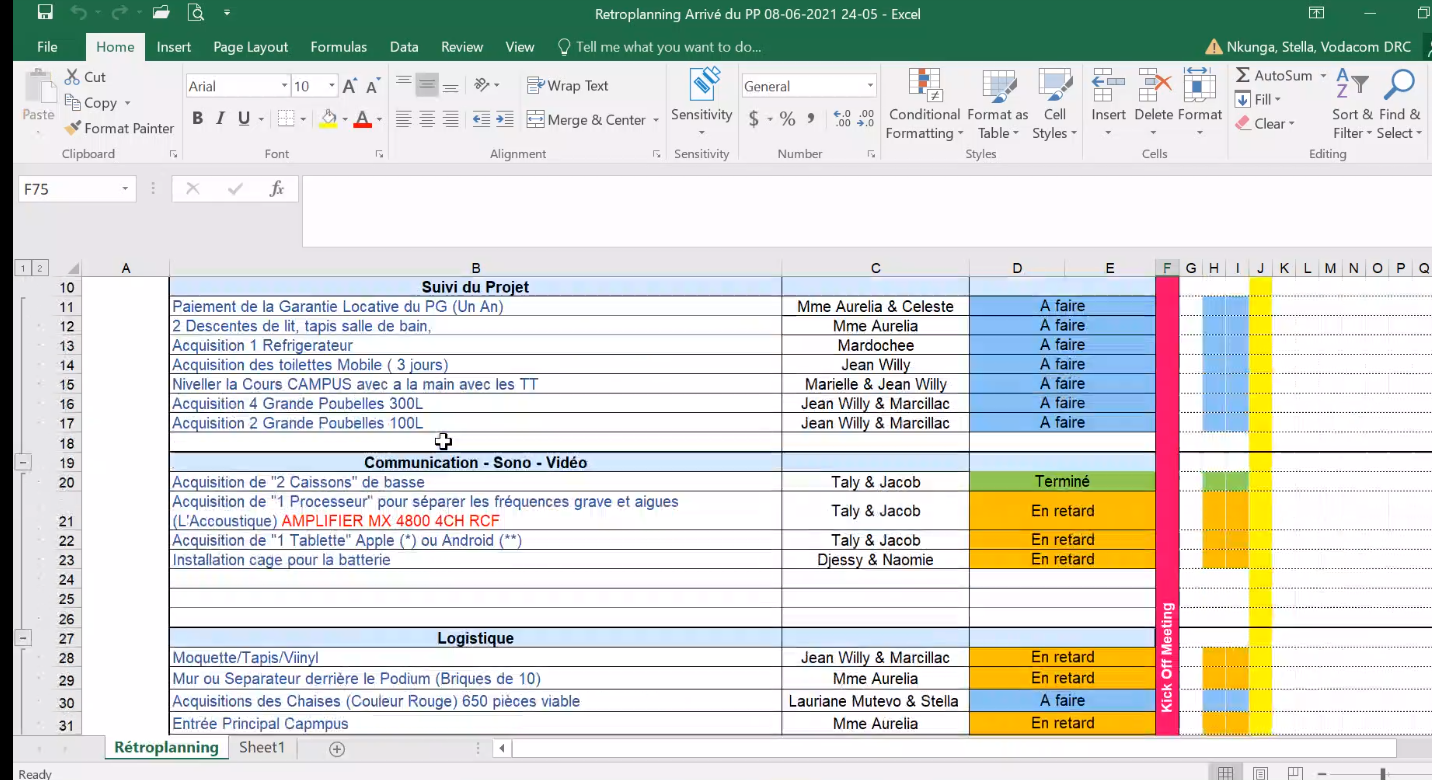 Retroplanning Arrivé du PP 08-06-2021 24-05 - Excel
File Home Insert Page Layout Formulas Data Review View Tell me what you want to do... Nkunga, Stella, Vodacom DRC
Paste Cut Copy Format Painter
Arial 10
B I U
Wrap Text
Merge & Center
Sensitivity
General
$ % ,
Conditional Formatting Format as Table Cell Styles
Insert Delete Format
AutoSum Fill Clear
Sort & Filter Find & Select
Clipboard Font Alignment Sensitivity Number Styles Cells Editing
F75 fx
1 2 A B C D E F G H I J K L M N O P Q
10 Suivi du Projet
11 Paiement de la Garantie Locative du PG (Un An) Mme Aurelia & Celeste A faire
12 2 Descentes de lit, tapis salle de bain, Mme Aurelia A faire
13 Acquisition 1 Refrigerateur Mardochee A faire
14 Acquisition des toilettes Mobile ( 3 jours) Jean Willy A faire
15 Niveller la Cours CAMPUS avec a la main avec les TT Marielle & Jean Willy A faire
16 Acquisition 4 Grande Poubelles 300L Jean Willy & Marcillac A faire
17 Acquisition 2 Grande Poubelles 100L Jean Willy & Marcillac A faire
18
19 Communication - Sono - Vidéo
20 Acquisition de "2 Caissons" de basse Taly & Jacob Terminé
21 Acquisition de "1 Processeur" pour séparer les fréquences grave et aigues
(L'Accoustique) AMPLIFIER MX 4800 4CH RCF Taly & Jacob En retard
22 Acquisition de "1 Tablette" Apple (*) ou Android (**) Taly & Jacob En retard
23 Installation cage pour la batterie Djessy & Naomie En retard
24
25
26
27 Logistique
28 Moquette/Tapis/Viinyl Jean Willy & Marcillac En retard
29 Mur ou Separateur derrière le Podium (Briques de 10) Mme Aurelia En retard
30 Acquisitions des Chaises (Couleur Rouge) 650 pièces viable Lauriane Mutevo & Stella A faire
31 Entrée Principal Capmpus Mme Aurelia En retard
Kick Off Meeting
Rétroplanning Sheet1
Ready